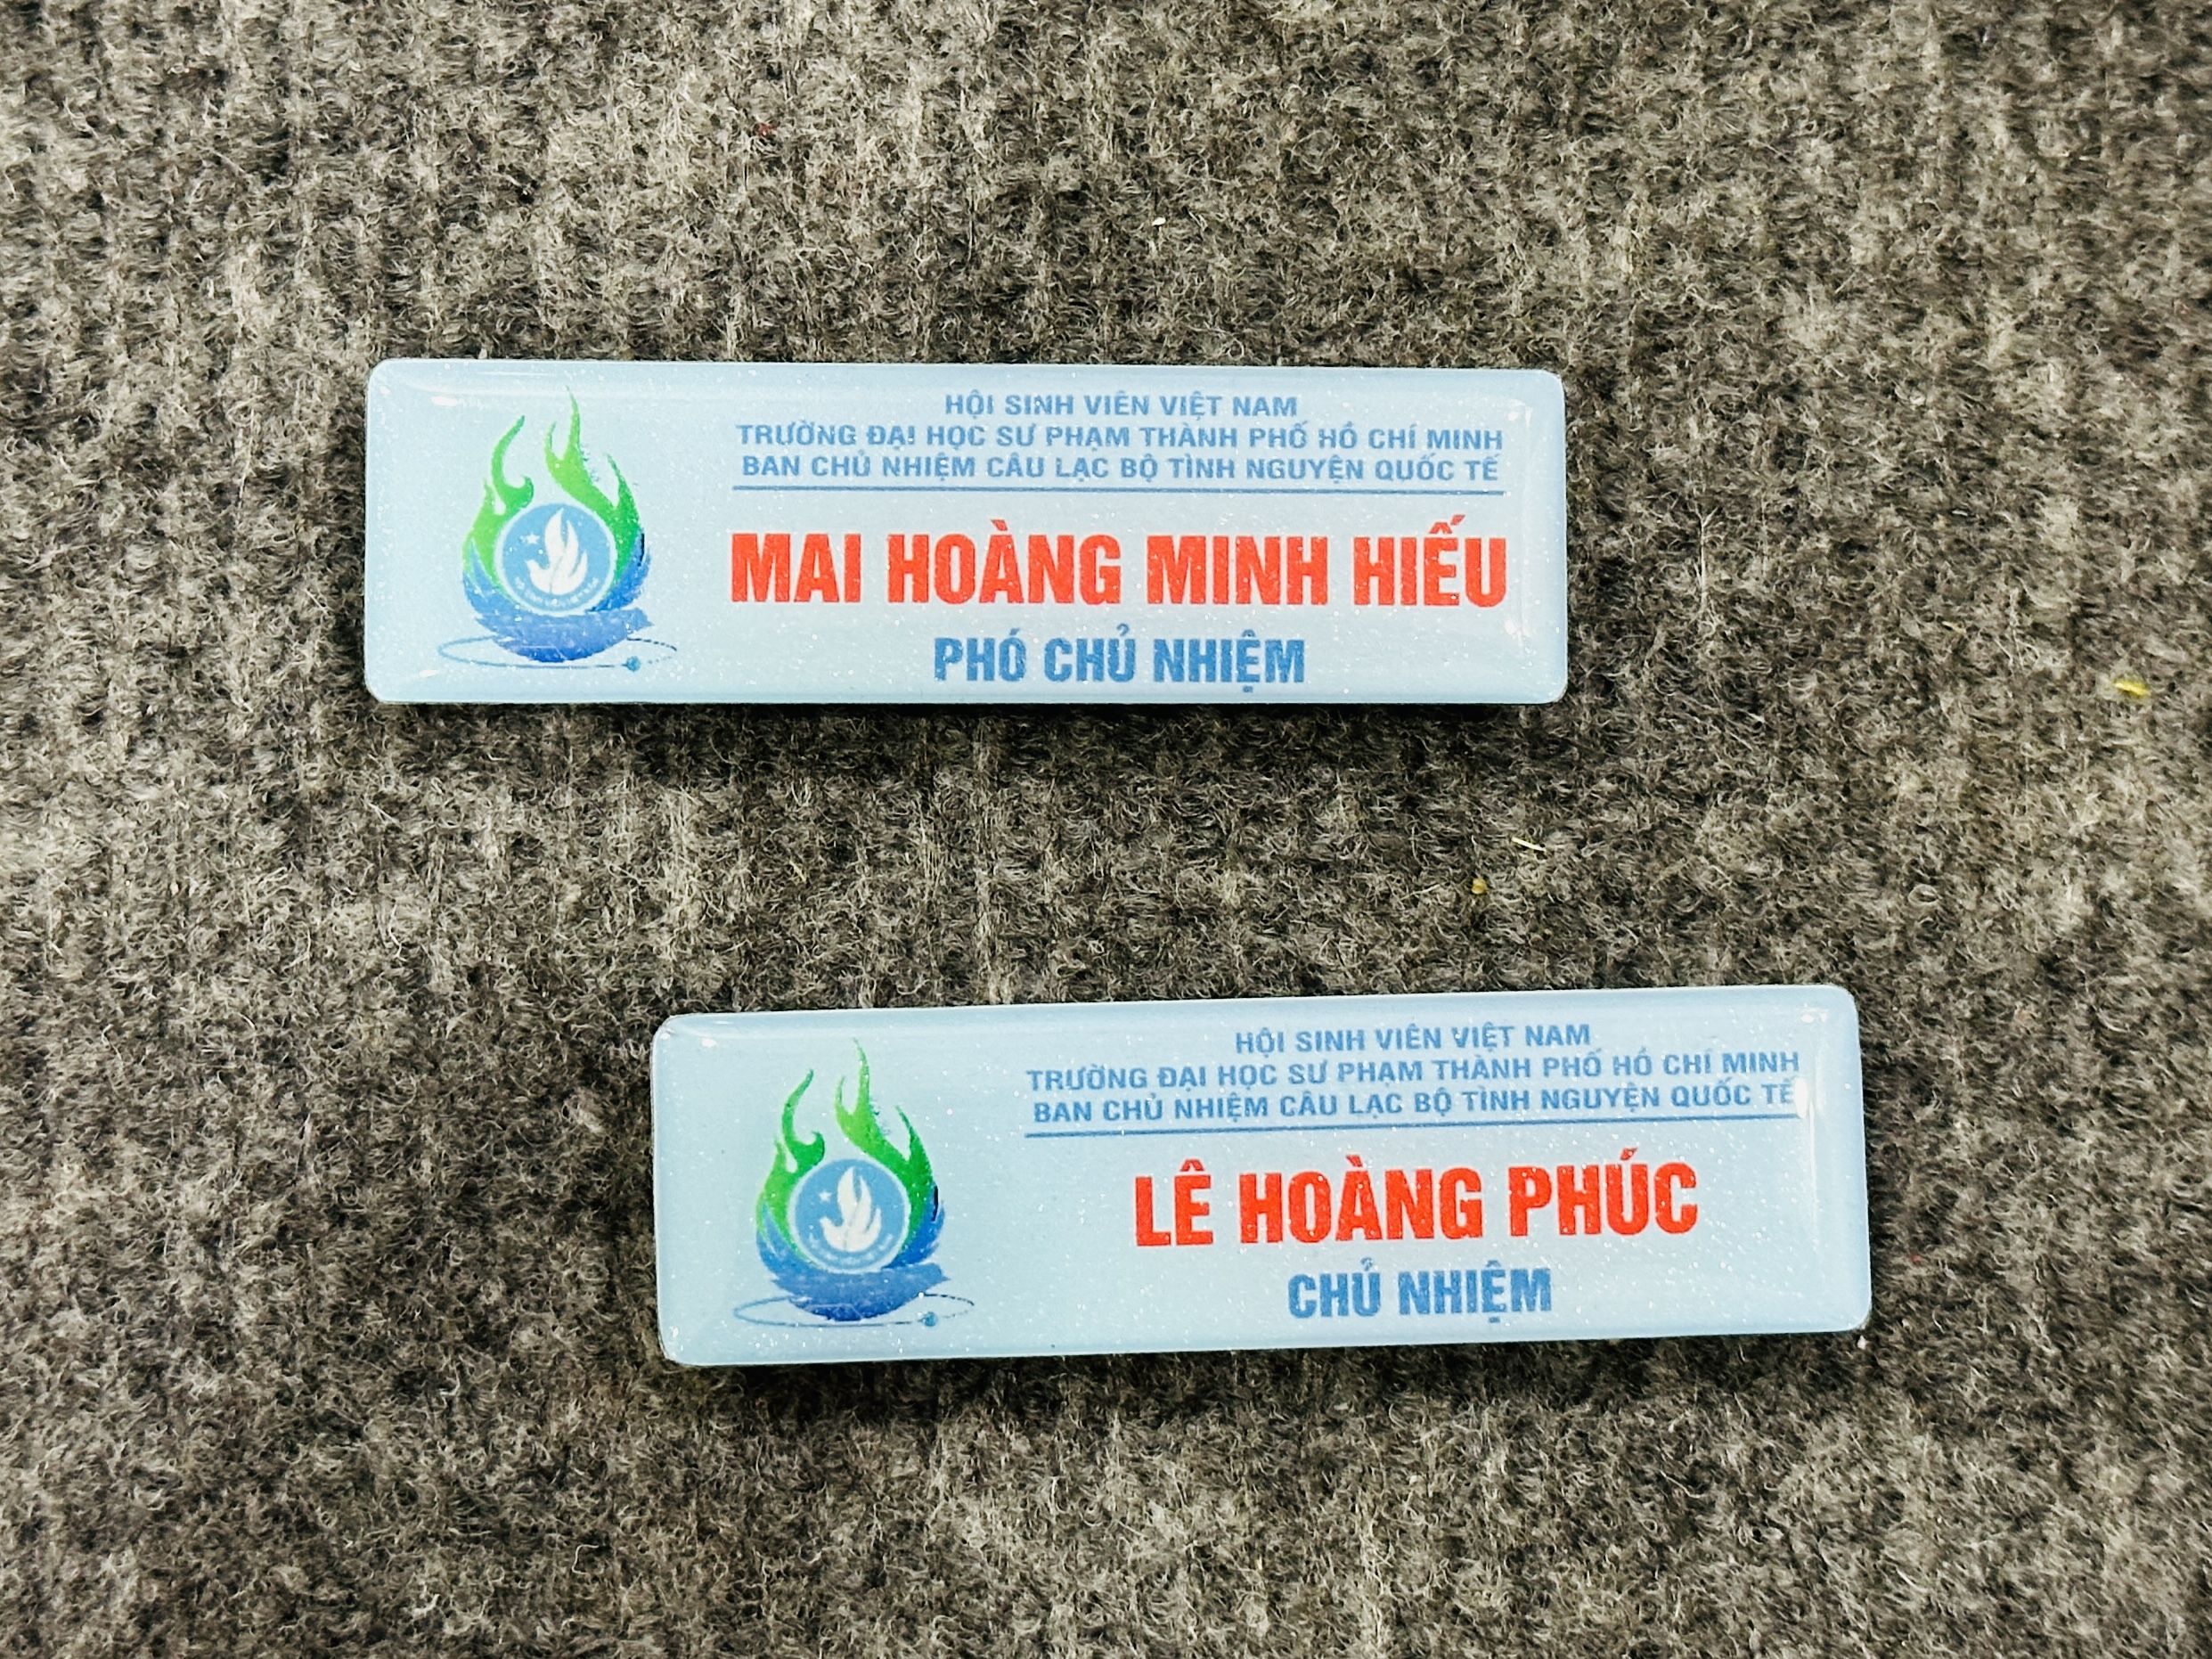 HỘI SINH VIÊN VIỆT NAM
TRƯỜNG ĐẠI HỌC SƯ PHẠM THÀNH PHỐ HỒ CHÍ MINH
BAN CHỦ NHIỆM CÂU LẠC BỘ TÌNH NGUYỆN QUỐC TẾ
MAI HOÀNG MINH HIẾU
PHÓ CHỦ NHIỆM
HỘI SINH VIÊN VIỆT NAM
TRƯỜNG ĐẠI HỌC SƯ PHẠM THÀNH PHỐ HỒ CHÍ MINH
BAN CHỦ NHIỆM CÂU LẠC BỘ TÌNH NGUYỆN QUỐC TẾ
LÊ HOÀNG PHÚC
CHỦ NHIỆM